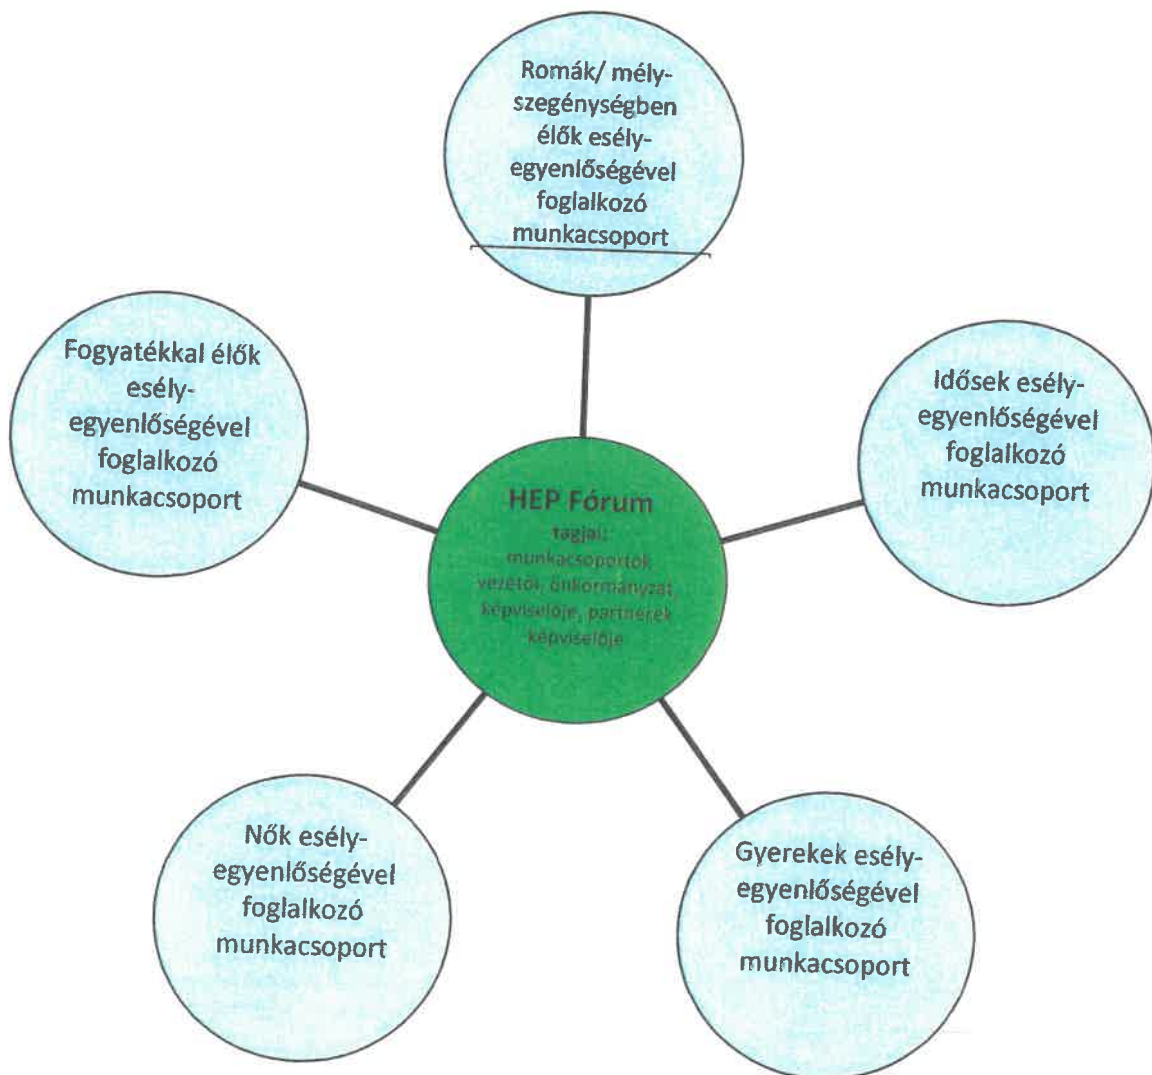 Romák/ mély-
szegénységben
élők esély-
egyenlőségével
foglalkozó
munkacsoport
Fogyatékkal élők
esély-
egyenlőségével
foglalkozó
munkacsoport
Idősek esély-
egyenlőségével
foglalkozó
munkacsoport
HEP Fórum
tagjai:
munkacsoportok
vezetői, önkormányzat,
képviselője, partnerek
képviselője
Nők esély-
egyenlőségével
foglalkozó
munkacsoport
Gyerekek esély-
egyenlőségével
foglalkozó
munkacsoport